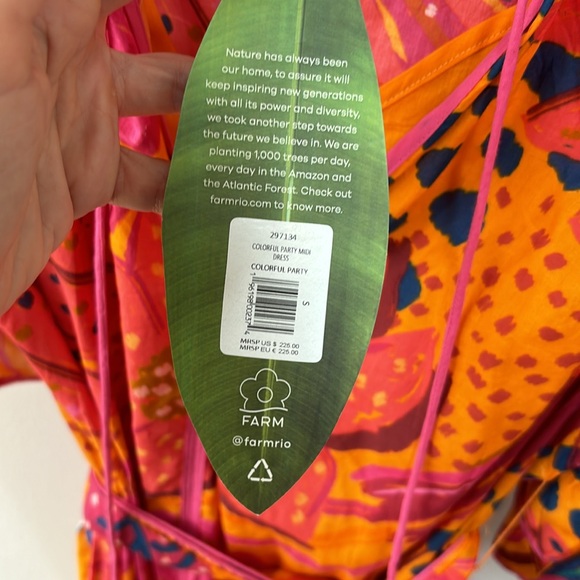 Nature has always been
our home, to assure it will
keep inspiring new generations
with all its power and diversity,
we took another step towards
the future we believe in. We are
planting 1,000 trees per day,
every day in the Amazon and
the Atlantic Forest. Check out
farmrio.com to know more.
297134
COLORFUL PARTY MIDI
DRESS
COLORFUL PARTY
S
MRSP US $ 225.00
MRSP EU € 225.00
FARM
@farmrio